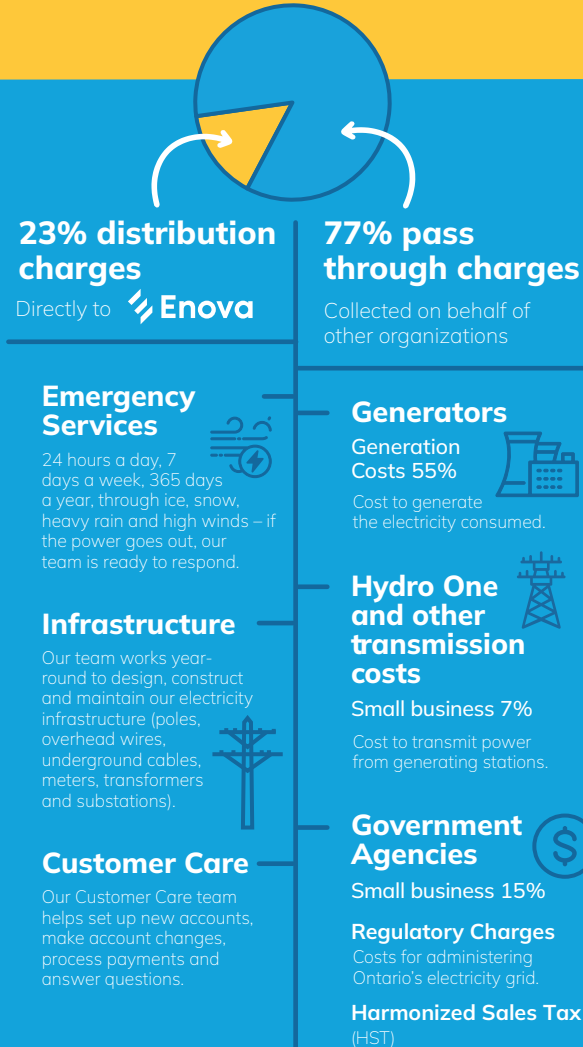 23% distribution
charges
Directly to Enova
77% pass
through charges
Collected on behalf of
other organizations
Emergency
Services
24 hours a day, 7
days a week, 365 days
a year, through ice, snow,
heavy rain and high winds – if
the power goes out, our
team is ready to respond.
Infrastructure
Our team works year-
round to design, construct
and maintain our electricity
infrastructure (poles,
overhead wires,
underground cables,
meters, transformers
and substations).
Customer Care
Our Customer Care team
helps set up new accounts,
make account changes,
process payments and
answer questions.
Generators
Generation
Costs 55%
Cost to generate
the electricity consumed.
Hydro One
and other
transmission
costs
Small business 7%
Cost to transmit power
from generating stations.
Government
Agencies
$
Small business 15%
Regulatory Charges
Costs for administering
Ontario’s electricity grid.
Harmonized Sales Tax
(HST)